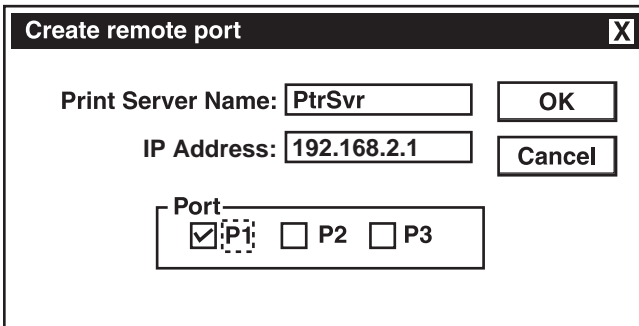 Create remote port X
Print Server Name: PtrSvr OK
IP Address: 192.168.2.1 Cancel
Port
P1 P2 P3